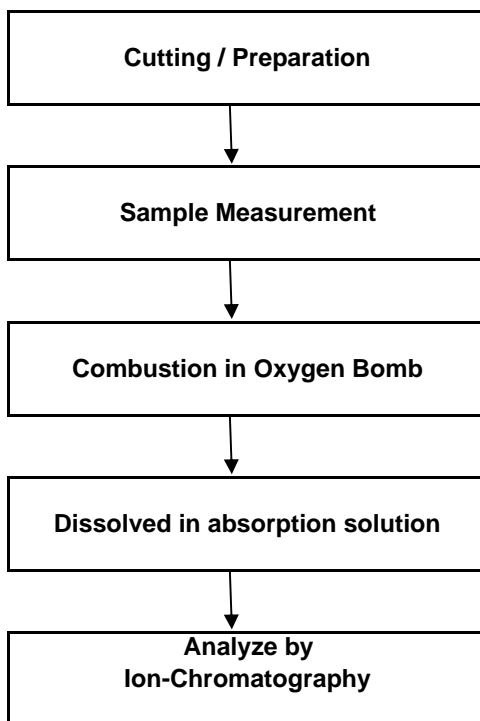 Cutting / Preparation
Sample Measurement
Combustion in Oxygen Bomb
Dissolved in absorption solution
Analyze by
Ion-Chromatography